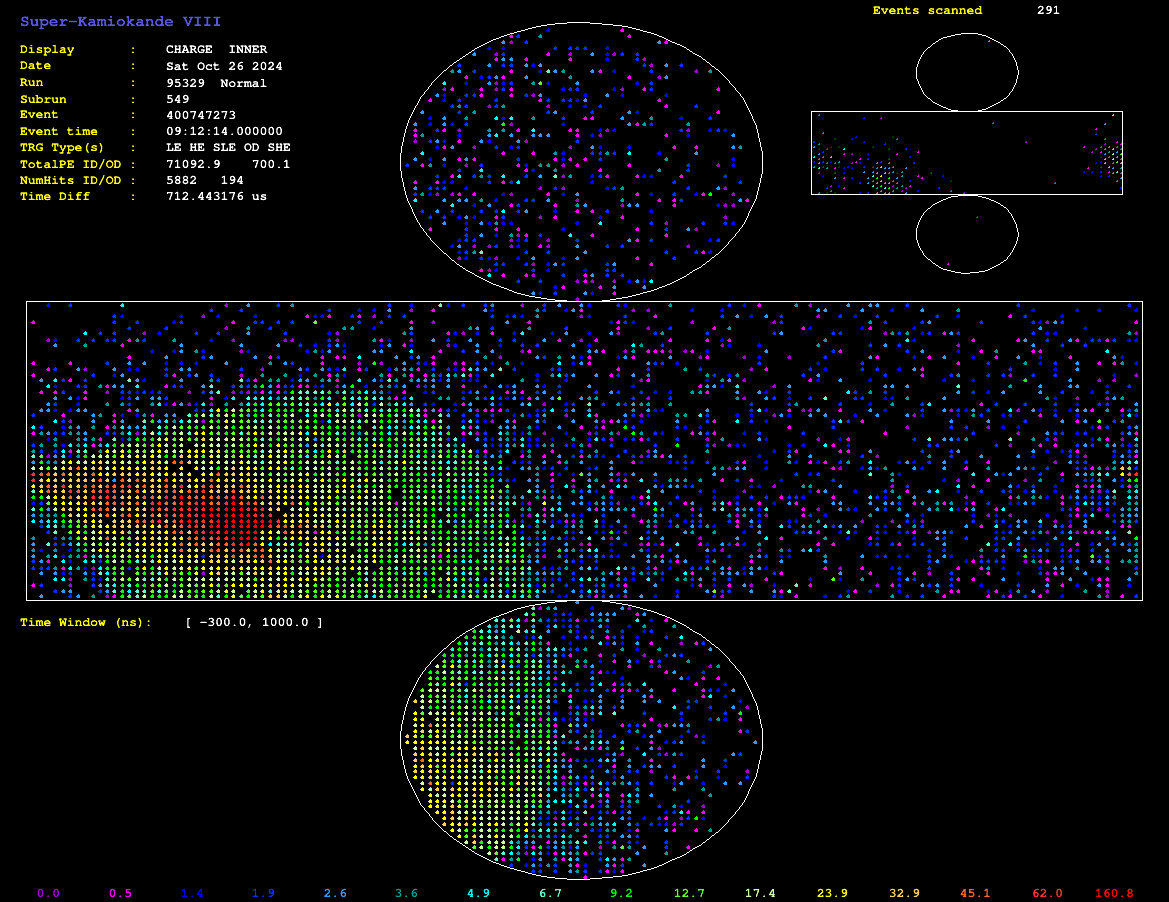 Super-Kamiokande VIII
Events scanned 291
Display : CHARGE INNER
Date : Sat Oct 26 2024
Run : 95329 Normal
Subrun : 549
Event : 400747273
Event time : 09:12:14.000000
TRG Type(s) : LE HE SLE OD SHE
TotalPE ID/OD : 71092.9 700.1
NumHits ID/OD : 5882 194
Time Diff : 712.443176 us
Time Window (ns): [ -300.0, 1000.0 ]
0.0 0.5 1.4 1.9 2.6 3.6 4.9 6.7 9.2 12.7 17.4 23.9 32.9 45.1 62.0 160.8